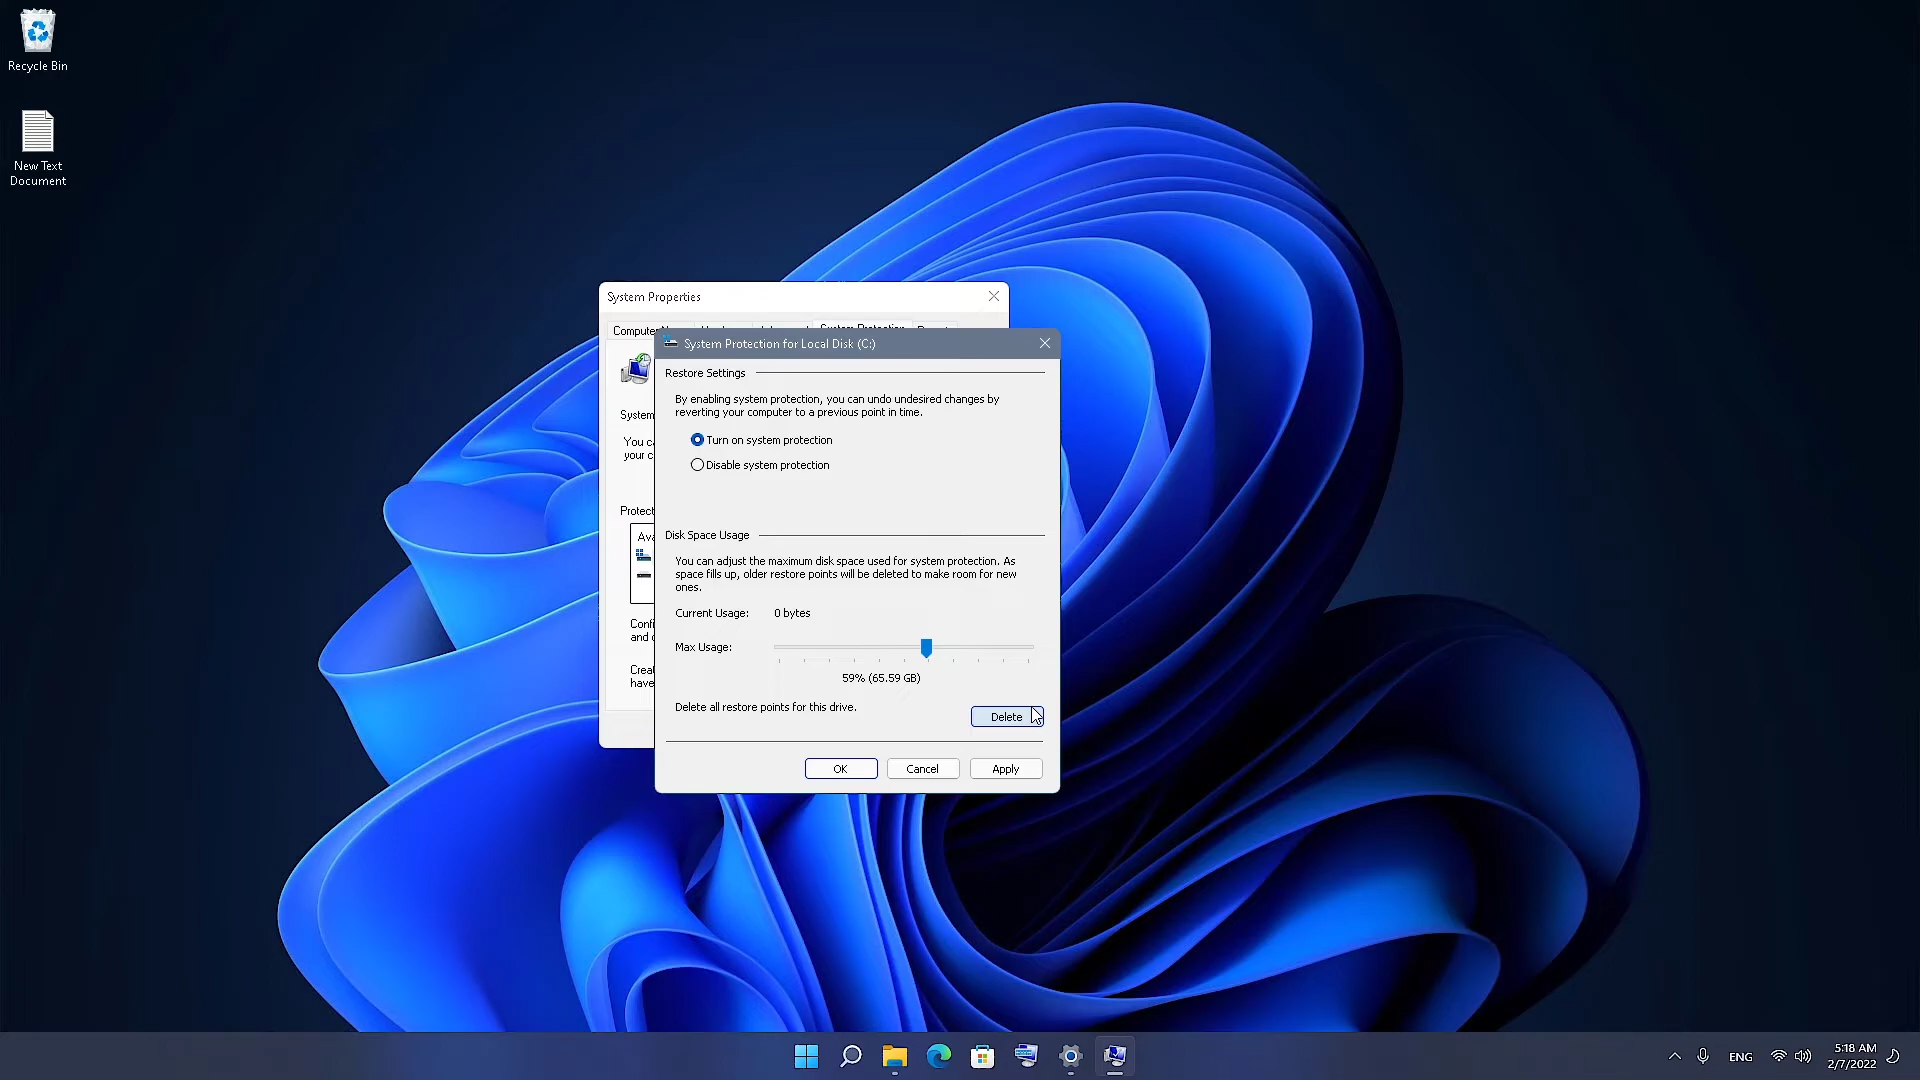 Recycle Bin
New Text
Document
System Properties
System Protection for Local Disk (C:)
Restore Settings
By enabling system protection, you can undo undesired changes by
reverting your computer to a previous point in time.
Turn on system protection
Disable system protection
Disk Space Usage
You can adjust the maximum disk space used for system protection. As
space fills up, older restore points will be deleted to make room for new
ones.
Current Usage: 0 bytes
Max Usage:
59% (65.59 GB)
Delete all restore points for this drive.
Delete
OK Cancel Apply
Computer
System
your
and
have
ENG
5:18 AM
2/7/2022